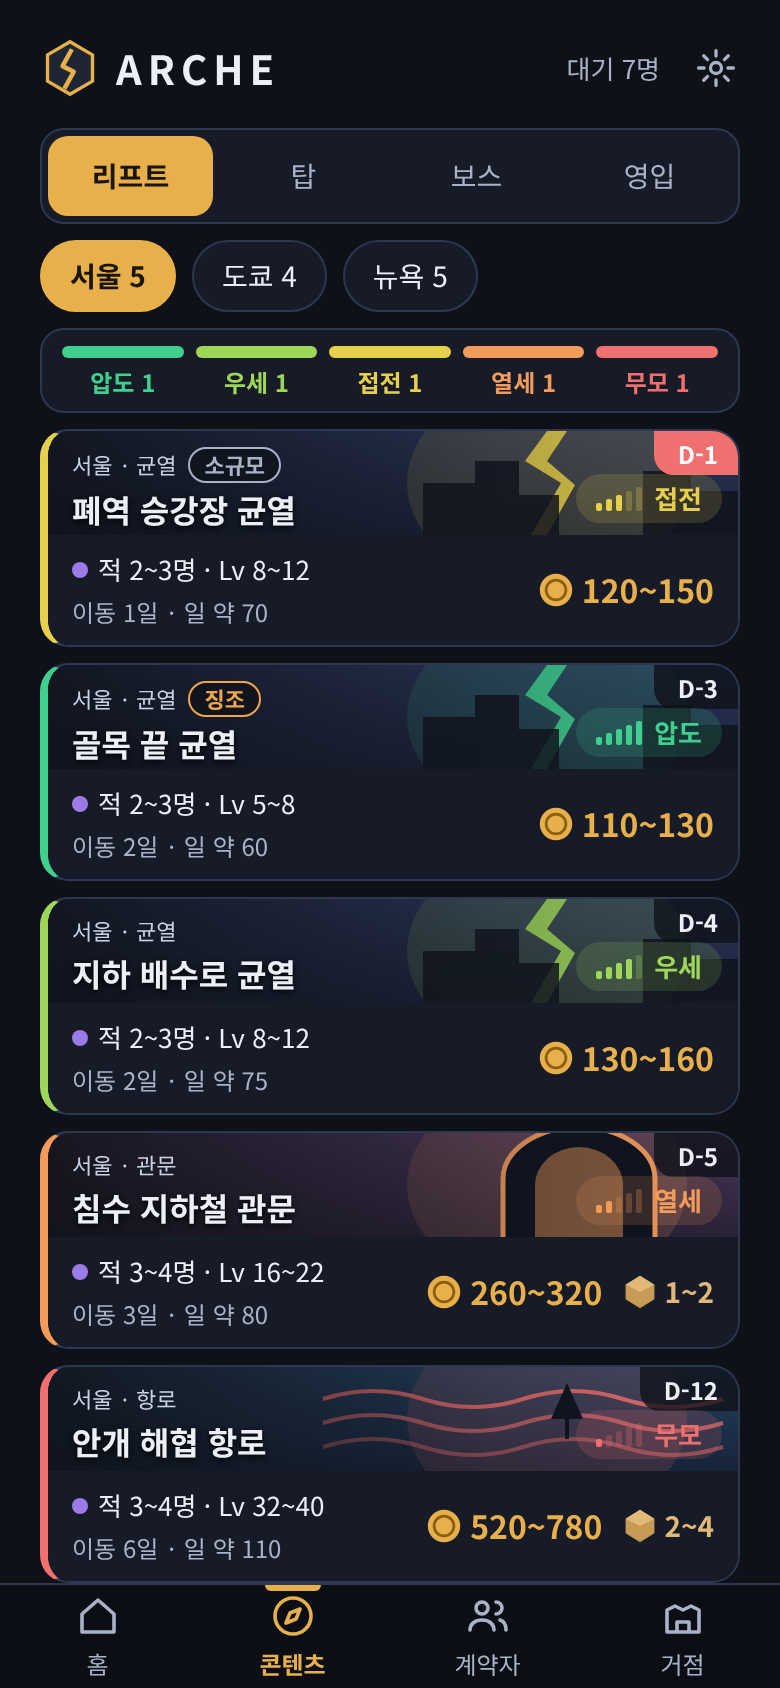 ARCHE
대기 7명
리프트 탑 보스 영입
서울 5 도쿄 4 뉴욕 5
압도 1 우세 1 접전 1 열세 1 무모 1
서울 · 균열 소규모
D-1
폐역 승강장 균열
접전
적 2~3명 · Lv 8~12
120~150
이동 1일 · 일 약 70
서울 · 균열 징조
D-3
골목 끝 균열
압도
적 2~3명 · Lv 5~8
110~130
이동 2일 · 일 약 60
서울 · 균열
D-4
지하 배수로 균열
우세
적 2~3명 · Lv 8~12
130~160
이동 2일 · 일 약 75
서울 · 관문
D-5
침수 지하철 관문
열세
적 3~4명 · Lv 16~22
260~320 1~2
이동 3일 · 일 약 80
서울 · 항로
D-12
안개 해협 항로
무모
적 3~4명 · Lv 32~40
520~780 2~4
이동 6일 · 일 약 110
홈 콘텐츠 계약자 거점